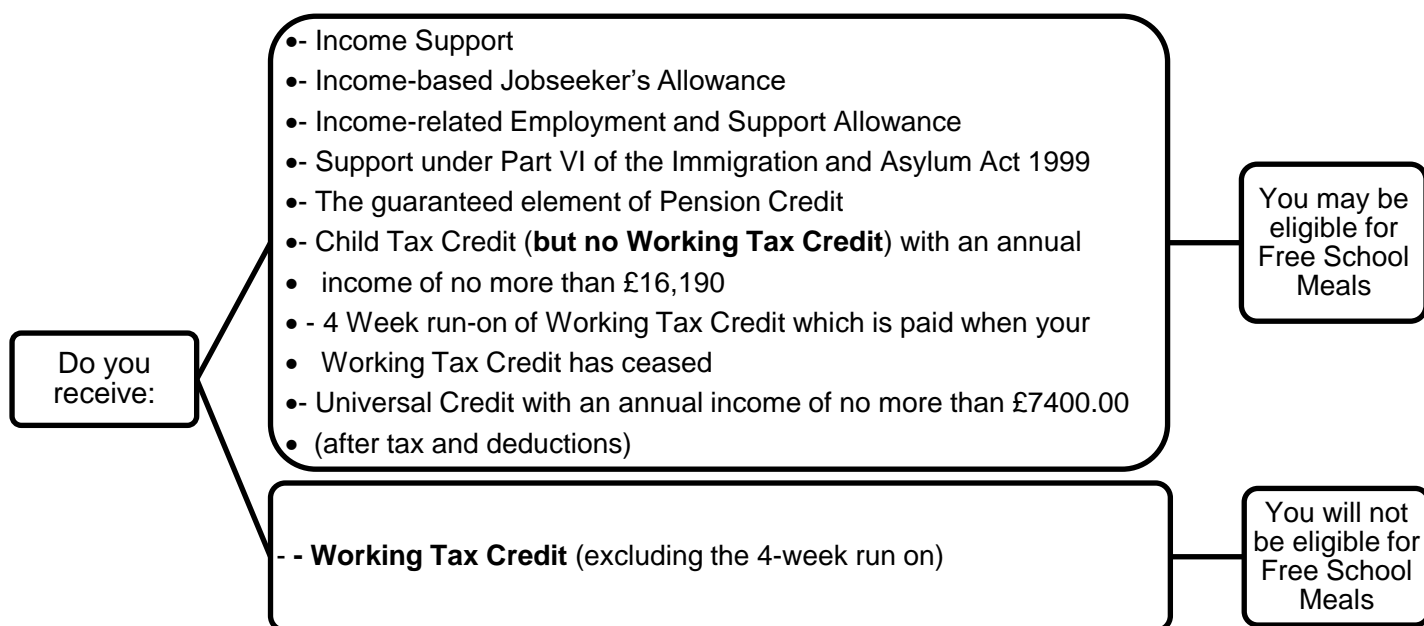 •- Income Support
•- Income-based Jobseeker’s Allowance
•- Income-related Employment and Support Allowance
•- Support under Part VI of the Immigration and Asylum Act 1999
•- The guaranteed element of Pension Credit
•- Child Tax Credit (but no Working Tax Credit) with an annual
• income of no more than £16,190
• - 4 Week run-on of Working Tax Credit which is paid when your
• Working Tax Credit has ceased
•- Universal Credit with an annual income of no more than £7400.00
• (after tax and deductions)
You may be
eligible for
Free School
Meals
Do you
receive:
- - Working Tax Credit (excluding the 4-week run on)
You will not
be eligible for
Free School
Meals